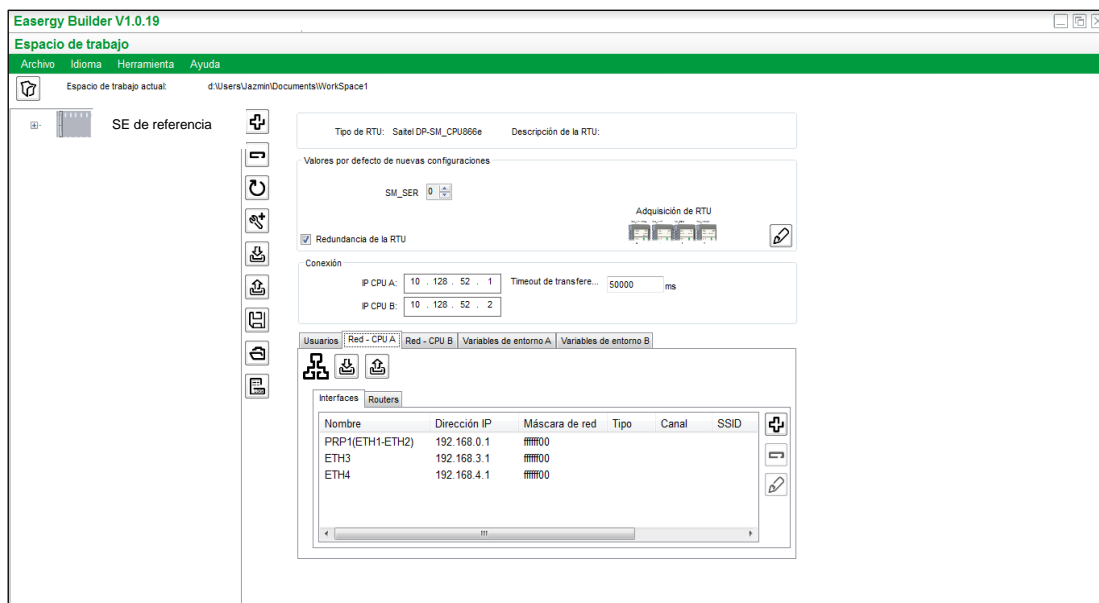 Easergy Builder V1.0.19
Espacio de trabajo
Archivo Idioma Herramienta Ayuda
Espacio de trabajo actual: d:\Users\Jazmin\Documents\WorkSpace1
SE de referencia
Tipo de RTU: Saitel DP-SM_CPU866e Descripción de la RTU:
Valores por defecto de nuevas configuraciones
SM_SER 0
Adquisición de RTU
Redundancia de la RTU
Conexión
IP CPU A: 10 . 128 . 52 . 1 Timeout de transfere... 50000 ms
IP CPU B: 10 . 128 . 52 . 2
Usuarios Red - CPU A Red - CPU B Variables de entorno A Variables de entorno B
Interfaces Routers
Nombre Dirección IP Máscara de red Tipo Canal SSID
PRP1(ETH1-ETH2) 192.168.0.1 ffffff00
ETH3 192.168.3.1 ffffff00
ETH4 192.168.4.1 ffffff00